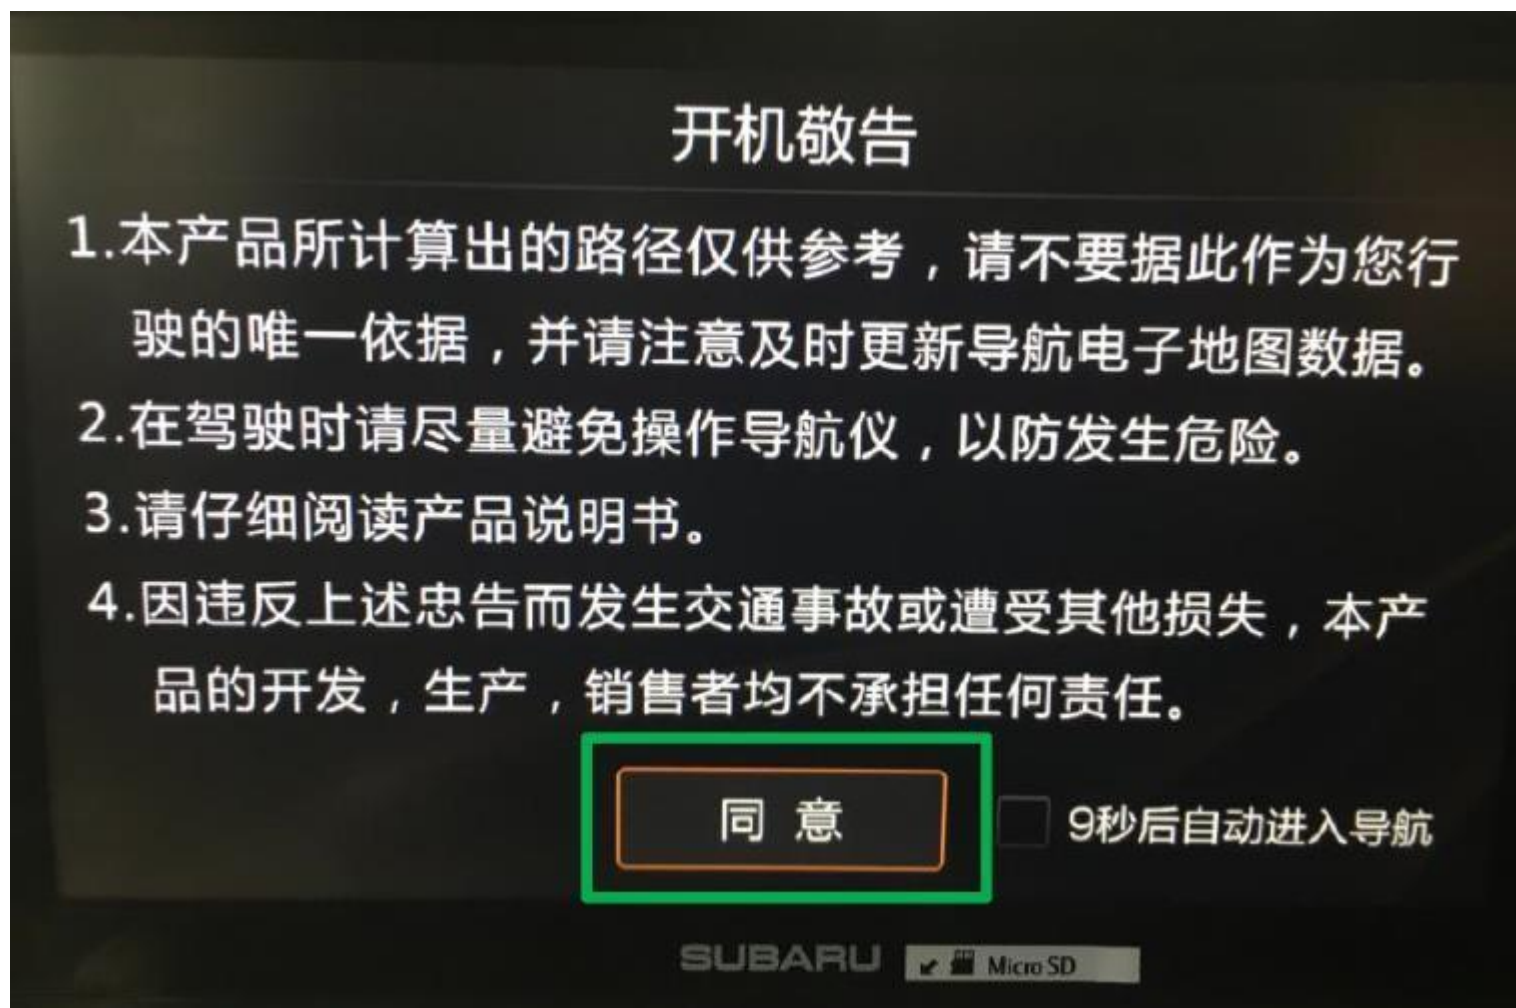 开机敬告
1.本产品所计算出的路径仅供参考，请不要据此作为您行
驶的唯一依据，并请注意及时更新导航电子地图数据。
2.在驾驶时请尽量避免操作导航仪，以防发生危险。
3.请仔细阅读产品说明书。
4.因违反上述忠告而发生交通事故或遭受其他损失，本产
品的开发，生产，销售者均不承担任何责任。
同意
9秒后自动进入导航
SUBARU
Micro SD